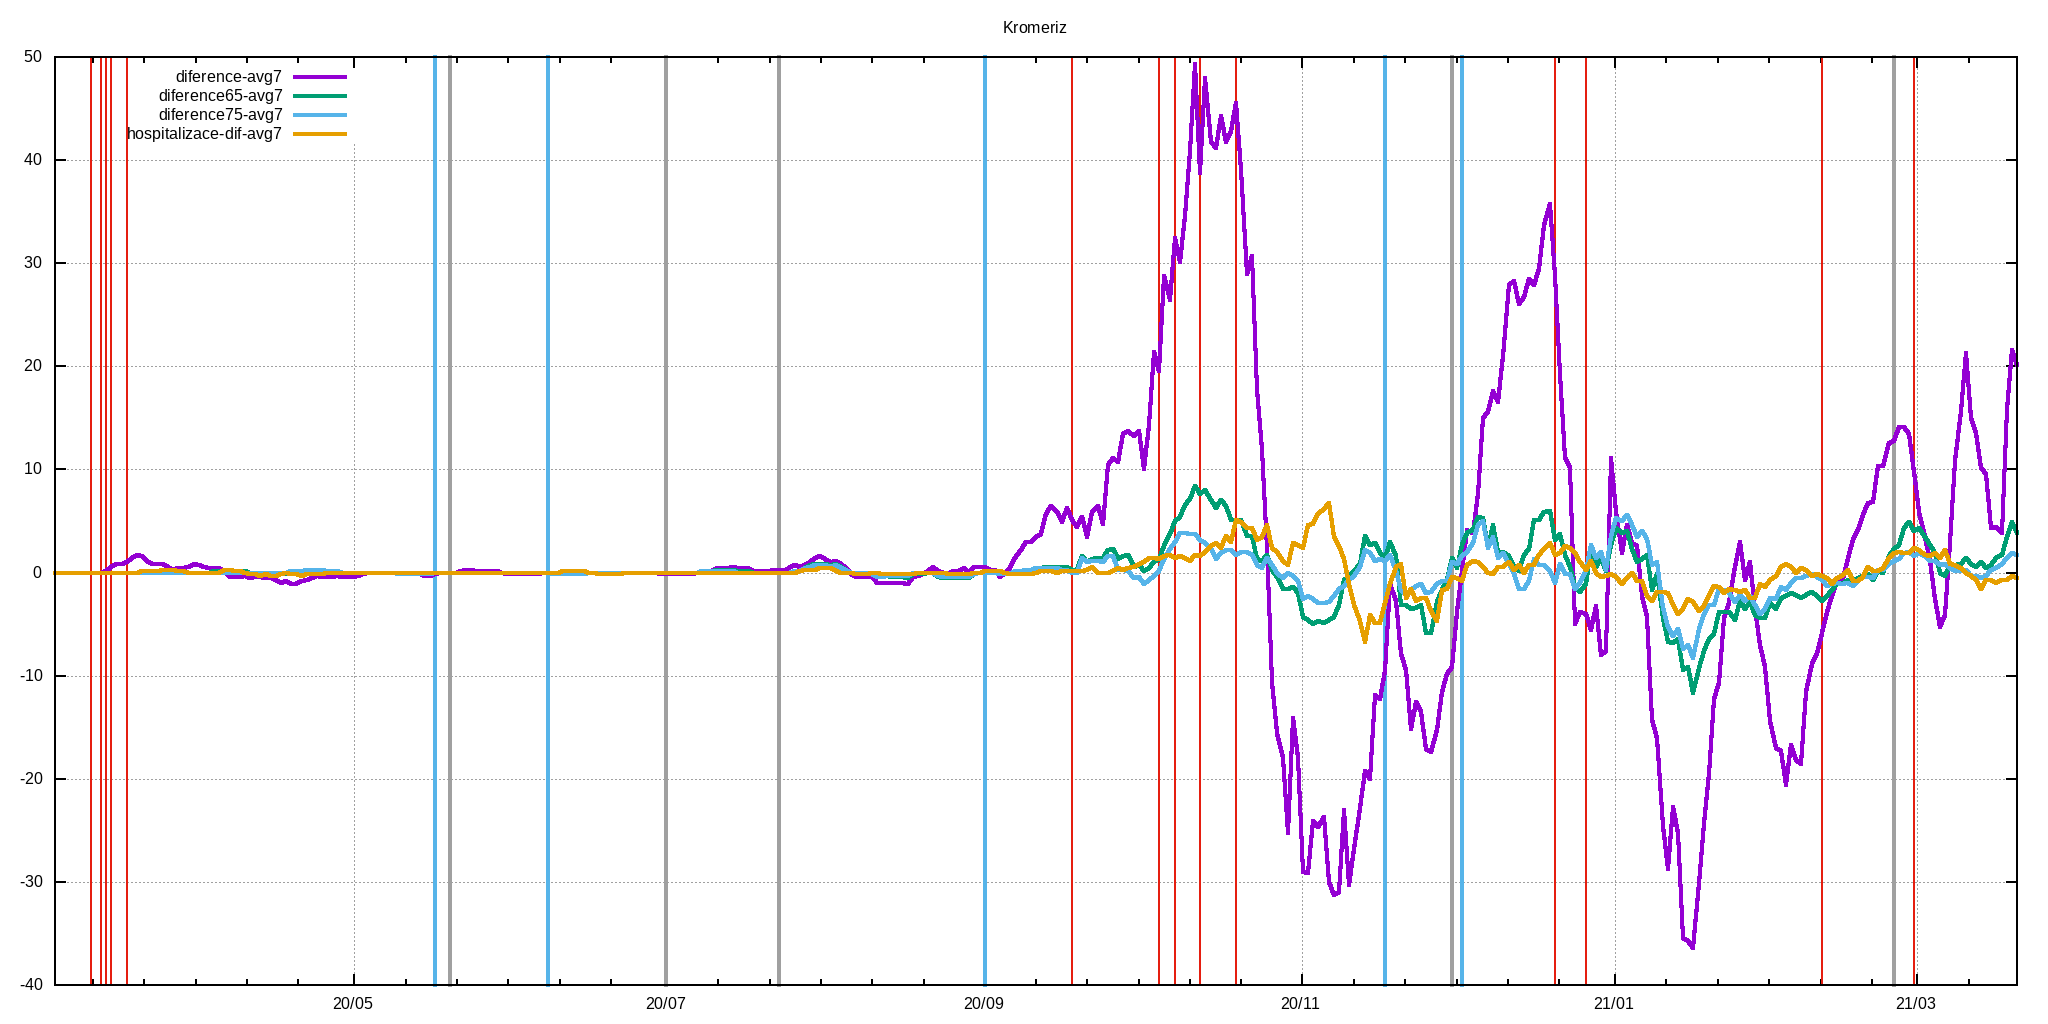 Kromeriz
50
diference-avg7
diference65-avg7
diference75-avg7
hospitalizace-dif-avg7
40
30
20
10
0
-10
-20
-30
-40
20/05 20/07 20/09 20/11 21/01 21/03